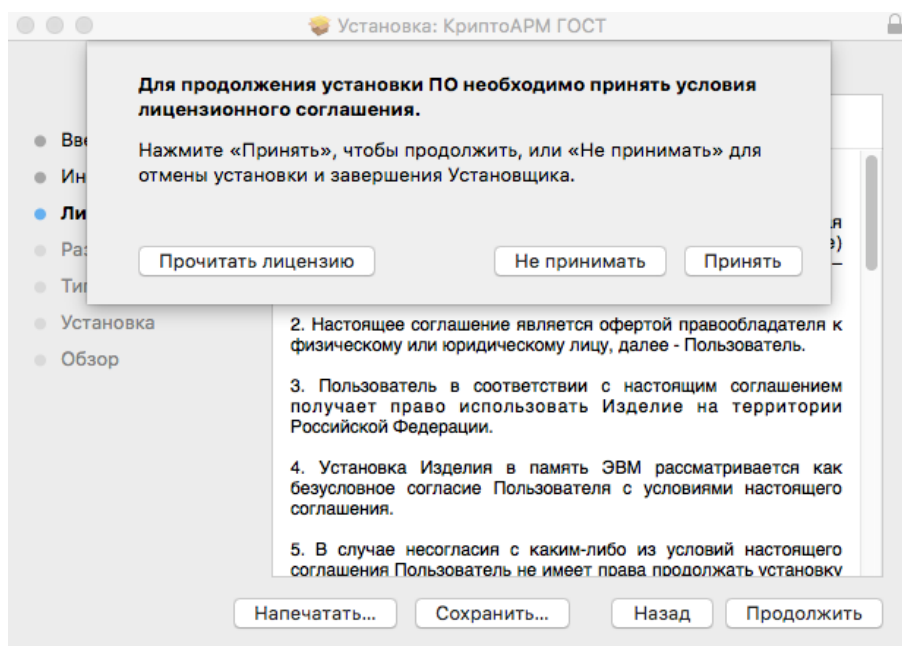 Установка: КриптоАРМ ГОСТ
Для продолжения установки ПО необходимо принять условия
лицензионного соглашения.
Нажмите «Принять», чтобы продолжить, или «Не принимать» для
отмены установки и завершения Установщика.
Прочитать лицензию
Не принимать
Принять
Установка
Обзор
2. Настоящее соглашение является офертой правообладателя к
физическому или юридическому лицу, далее - Пользователь.
3. Пользователь в соответствии с настоящим соглашением
получает право использовать Изделие на территории
Российской Федерации.
4. Установка Изделия в память ЭВМ рассматривается как
безусловное согласие Пользователя с условиями настоящего
соглашения.
5. В случае несогласия с каким-либо из условий настоящего
соглашения Пользователь не имеет права продолжать установку
Напечатать...
Сохранить...
Назад
Продолжить